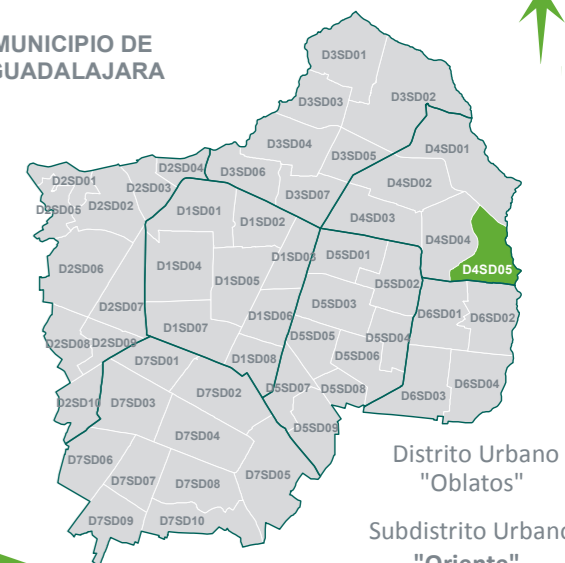 MUNICIPIO DE
GUADALAJARA
D3SD01
D3SD02
D3SD03
D3SD04
D3SD05
D3SD06
D3SD07
D4SD01
D4SD02
D4SD03
D4SD04
D4SD05
D2SD01
D2SD02
D2SD03
D2SD04
D2SD05
D2SD06
D2SD07
D2SD08
D2SD09
D2SD10
D1SD01
D1SD02
D1SD03
D1SD04
D1SD05
D1SD06
D1SD07
D1SD08
D5SD01
D5SD02
D5SD03
D5SD04
D5SD05
D5SD06
D5SD07
D5SD08
D5SD09
D6SD01
D6SD02
D6SD03
D6SD04
D7SD01
D7SD02
D7SD03
D7SD04
D7SD05
D7SD06
D7SD07
D7SD08
D7SD09
D7SD10
Distrito Urbano
"Oblatos"
Subdistrito Urbano
"Oriente"